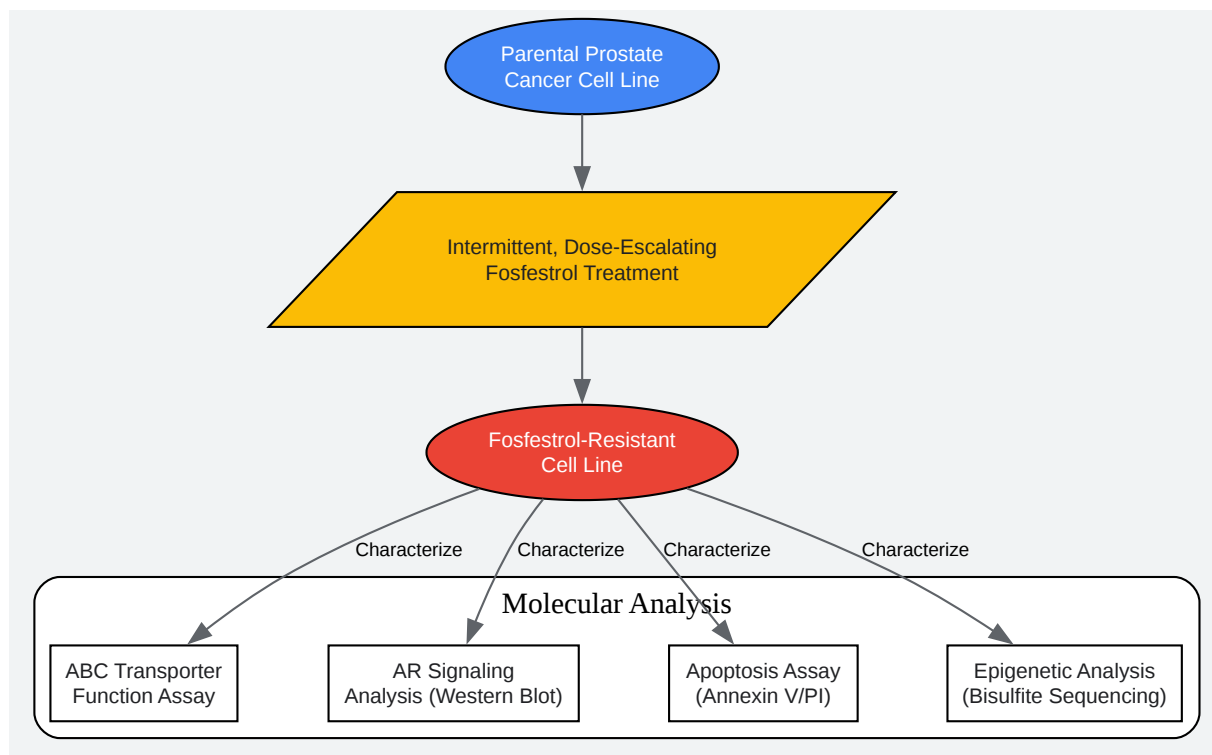 Parental Prostate
Cancer Cell Line
Intermittent, Dose-Escalating
Fosfestrol Treatment
Fosfestrol-Resistant
Cell Line
Characterize
Characterize
Characterize
Characterize
Molecular Analysis
ABC Transporter
Function Assay
AR Signaling
Analysis (Western Blot)
Apoptosis Assay
(Annexin V/PI)
Epigenetic Analysis
(Bisulfite Sequencing)